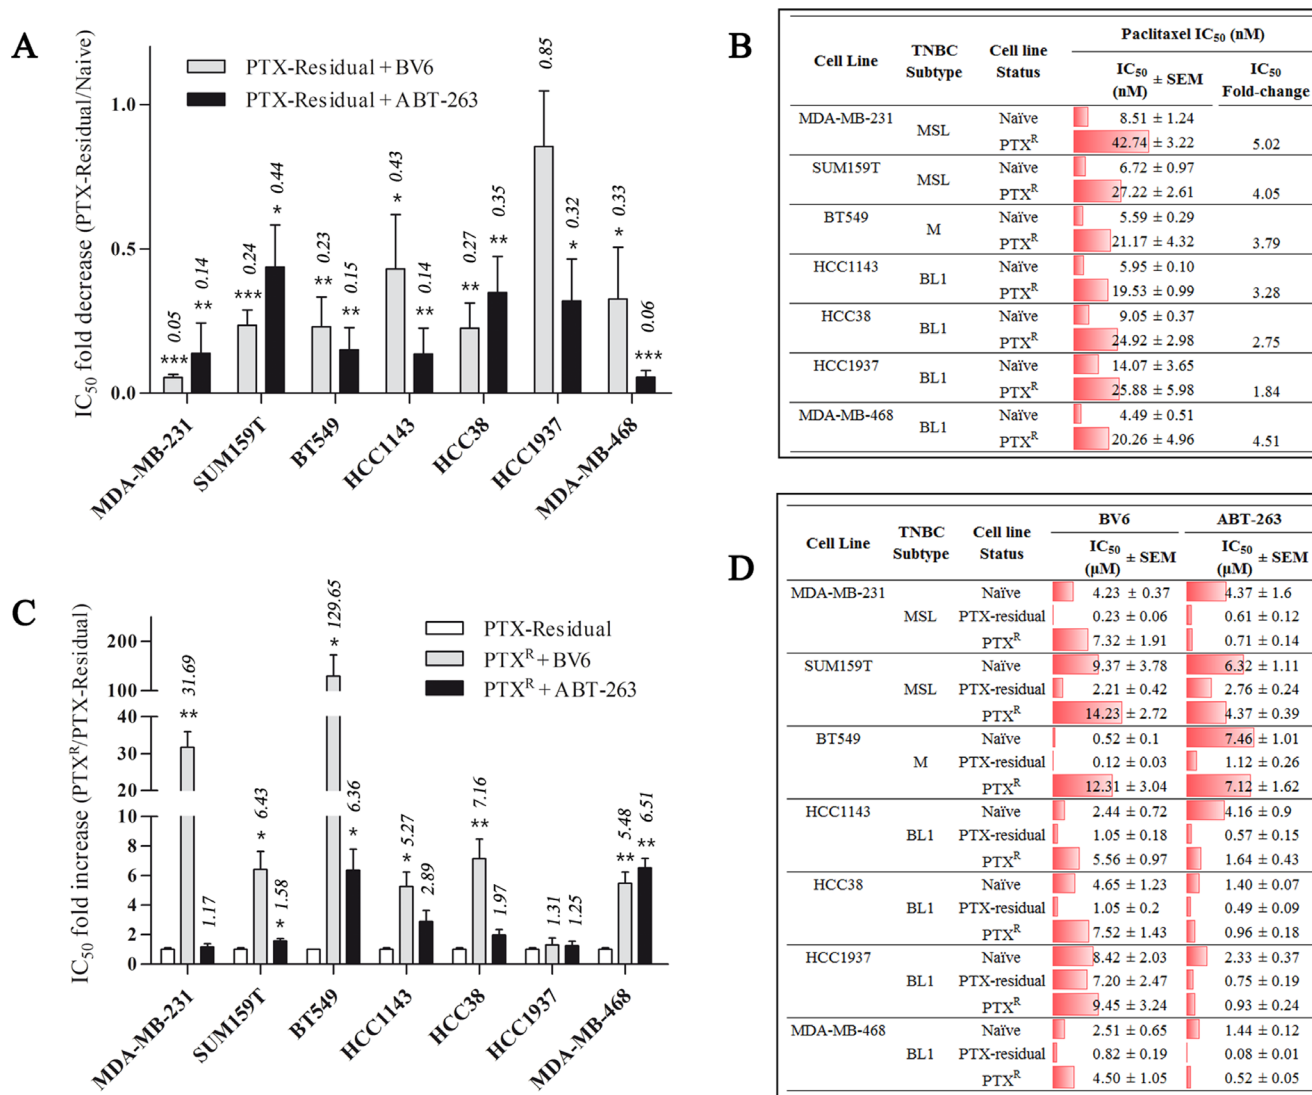 A
IC50 fold decrease (PTX-Residual/Naive)
1.0
0.5
0.0
PTX-Residual + BV6
PTX-Residual + ABT-263
*** 0.05
** 0.14
*** 0.24
* 0.44
** 0.23
** 0.15
* 0.43
** 0.14
** 0.27
** 0.35
0.85
* 0.32
* 0.33
*** 0.06
MDA-MB-231
SUM159T
BT549
HCC1143
HCC38
HCC1937
MDA-MB-468
B
Cell Line TNBC Subtype Cell line Status Paclitaxel IC50 (nM)
IC50 (nM) ± SEM IC50 Fold-change
MDA-MB-231 MSL Naïve 8.51 ± 1.24
PTXR 42.74 ± 3.22 5.02
SUM159T MSL Naïve 6.72 ± 0.97
PTXR 27.22 ± 2.61 4.05
BT549 M Naïve 5.59 ± 0.29
PTXR 21.17 ± 4.32 3.79
HCC1143 BL1 Naïve 5.95 ± 0.10
PTXR 19.53 ± 0.99 3.28
HCC38 BL1 Naïve 9.05 ± 0.37
PTXR 24.92 ± 2.98 2.75
HCC1937 BL1 Naïve 14.07 ± 3.65
PTXR 25.88 ± 5.98 1.84
MDA-MB-468 BL1 Naïve 4.49 ± 0.51
PTXR 20.26 ± 4.96 4.51
C
IC50 fold increase (PTXR/PTX-Residual)
200
100
40
30
20
10
8
6
4
2
0
PTX-Residual
PTXR + BV6
PTXR + ABT-263
** 31.69
1.17
* 6.43
* 1.58
* 129.65
* 6.36
* 5.27
2.89
** 7.16
1.97
1.31
1.25
** 5.48
** 6.51
MDA-MB-231
SUM159T
BT549
HCC1143
HCC38
HCC1937
MDA-MB-468
D
Cell Line TNBC Subtype Cell line Status BV6 ABT-263
IC50 (µM) ± SEM IC50 (µM) ± SEM
MDA-MB-231 Naïve 4.23 ± 0.37 4.37 ± 1.6
MSL PTX-residual 0.23 ± 0.06 0.61 ± 0.12
PTXR 7.32 ± 1.91 0.71 ± 0.14
SUM159T Naïve 9.37 ± 3.78 6.32 ± 1.11
MSL PTX-residual 2.21 ± 0.42 2.76 ± 0.24
PTXR 14.23 ± 2.72 4.37 ± 0.39
BT549 Naïve 0.52 ± 0.1 7.46 ± 1.01
M PTX-residual 0.12 ± 0.03 1.12 ± 0.26
PTXR 12.31 ± 3.04 7.12 ± 1.62
HCC1143 Naïve 2.44 ± 0.72 4.16 ± 0.9
BL1 PTX-residual 1.05 ± 0.18 0.57 ± 0.15
PTXR 5.56 ± 0.97 1.64 ± 0.43
HCC38 Naïve 4.65 ± 1.23 1.40 ± 0.07
BL1 PTX-residual 1.05 ± 0.2 0.49 ± 0.09
PTXR 7.52 ± 1.43 0.96 ± 0.18
HCC1937 Naïve 8.42 ± 2.03 2.33 ± 0.37
BL1 PTX-residual 7.20 ± 2.47 0.75 ± 0.19
PTXR 9.45 ± 3.24 0.93 ± 0.24
MDA-MB-468 Naïve 2.51 ± 0.65 1.44 ± 0.12
BL1 PTX-residual 0.82 ± 0.19 0.08 ± 0.01
PTXR 4.50 ± 1.05 0.52 ± 0.05